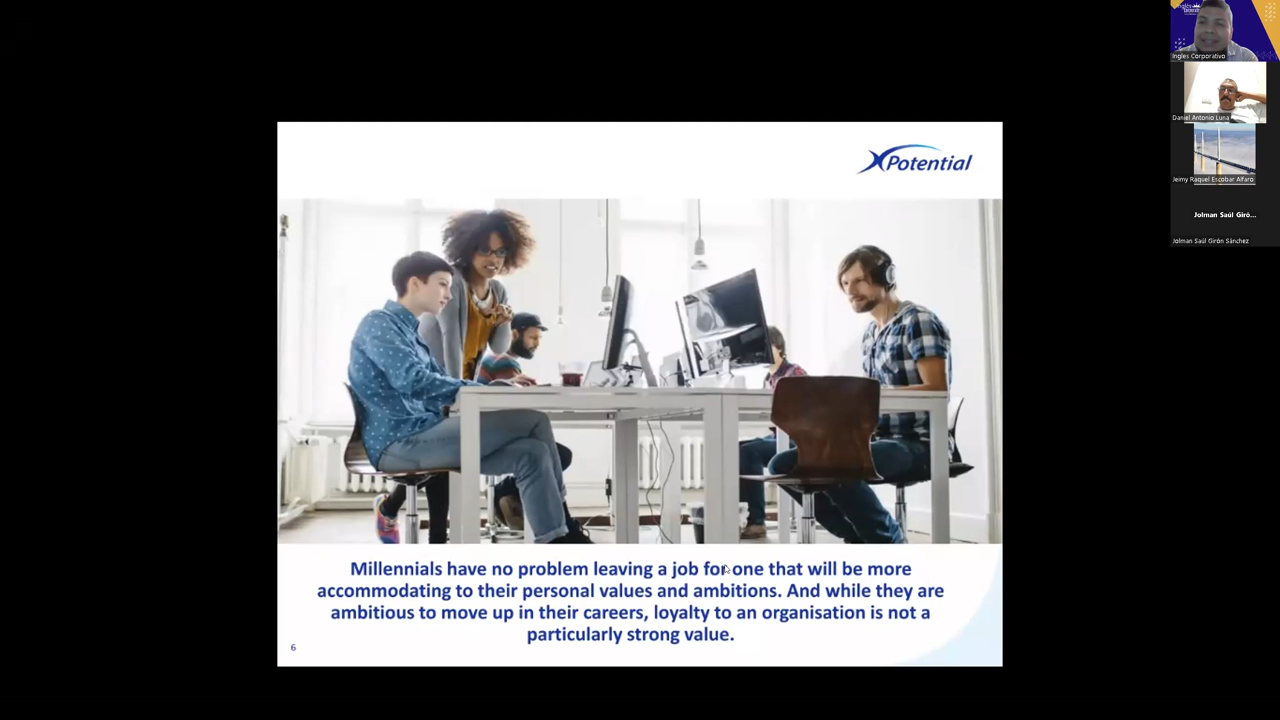 XPotential
Millennials have no problem leaving a job for one that will be more
accommodating to their personal values and ambitions. And while they are
ambitious to move up in their careers, loyalty to an organisation is not a
particularly strong value.
6
Ingles Corporativo
Daniel Antonio Luna
Jeimy Raquel Escobar Alfaro
Jolman Saúl Giró...
Jolman Saúl Girón Sánchez